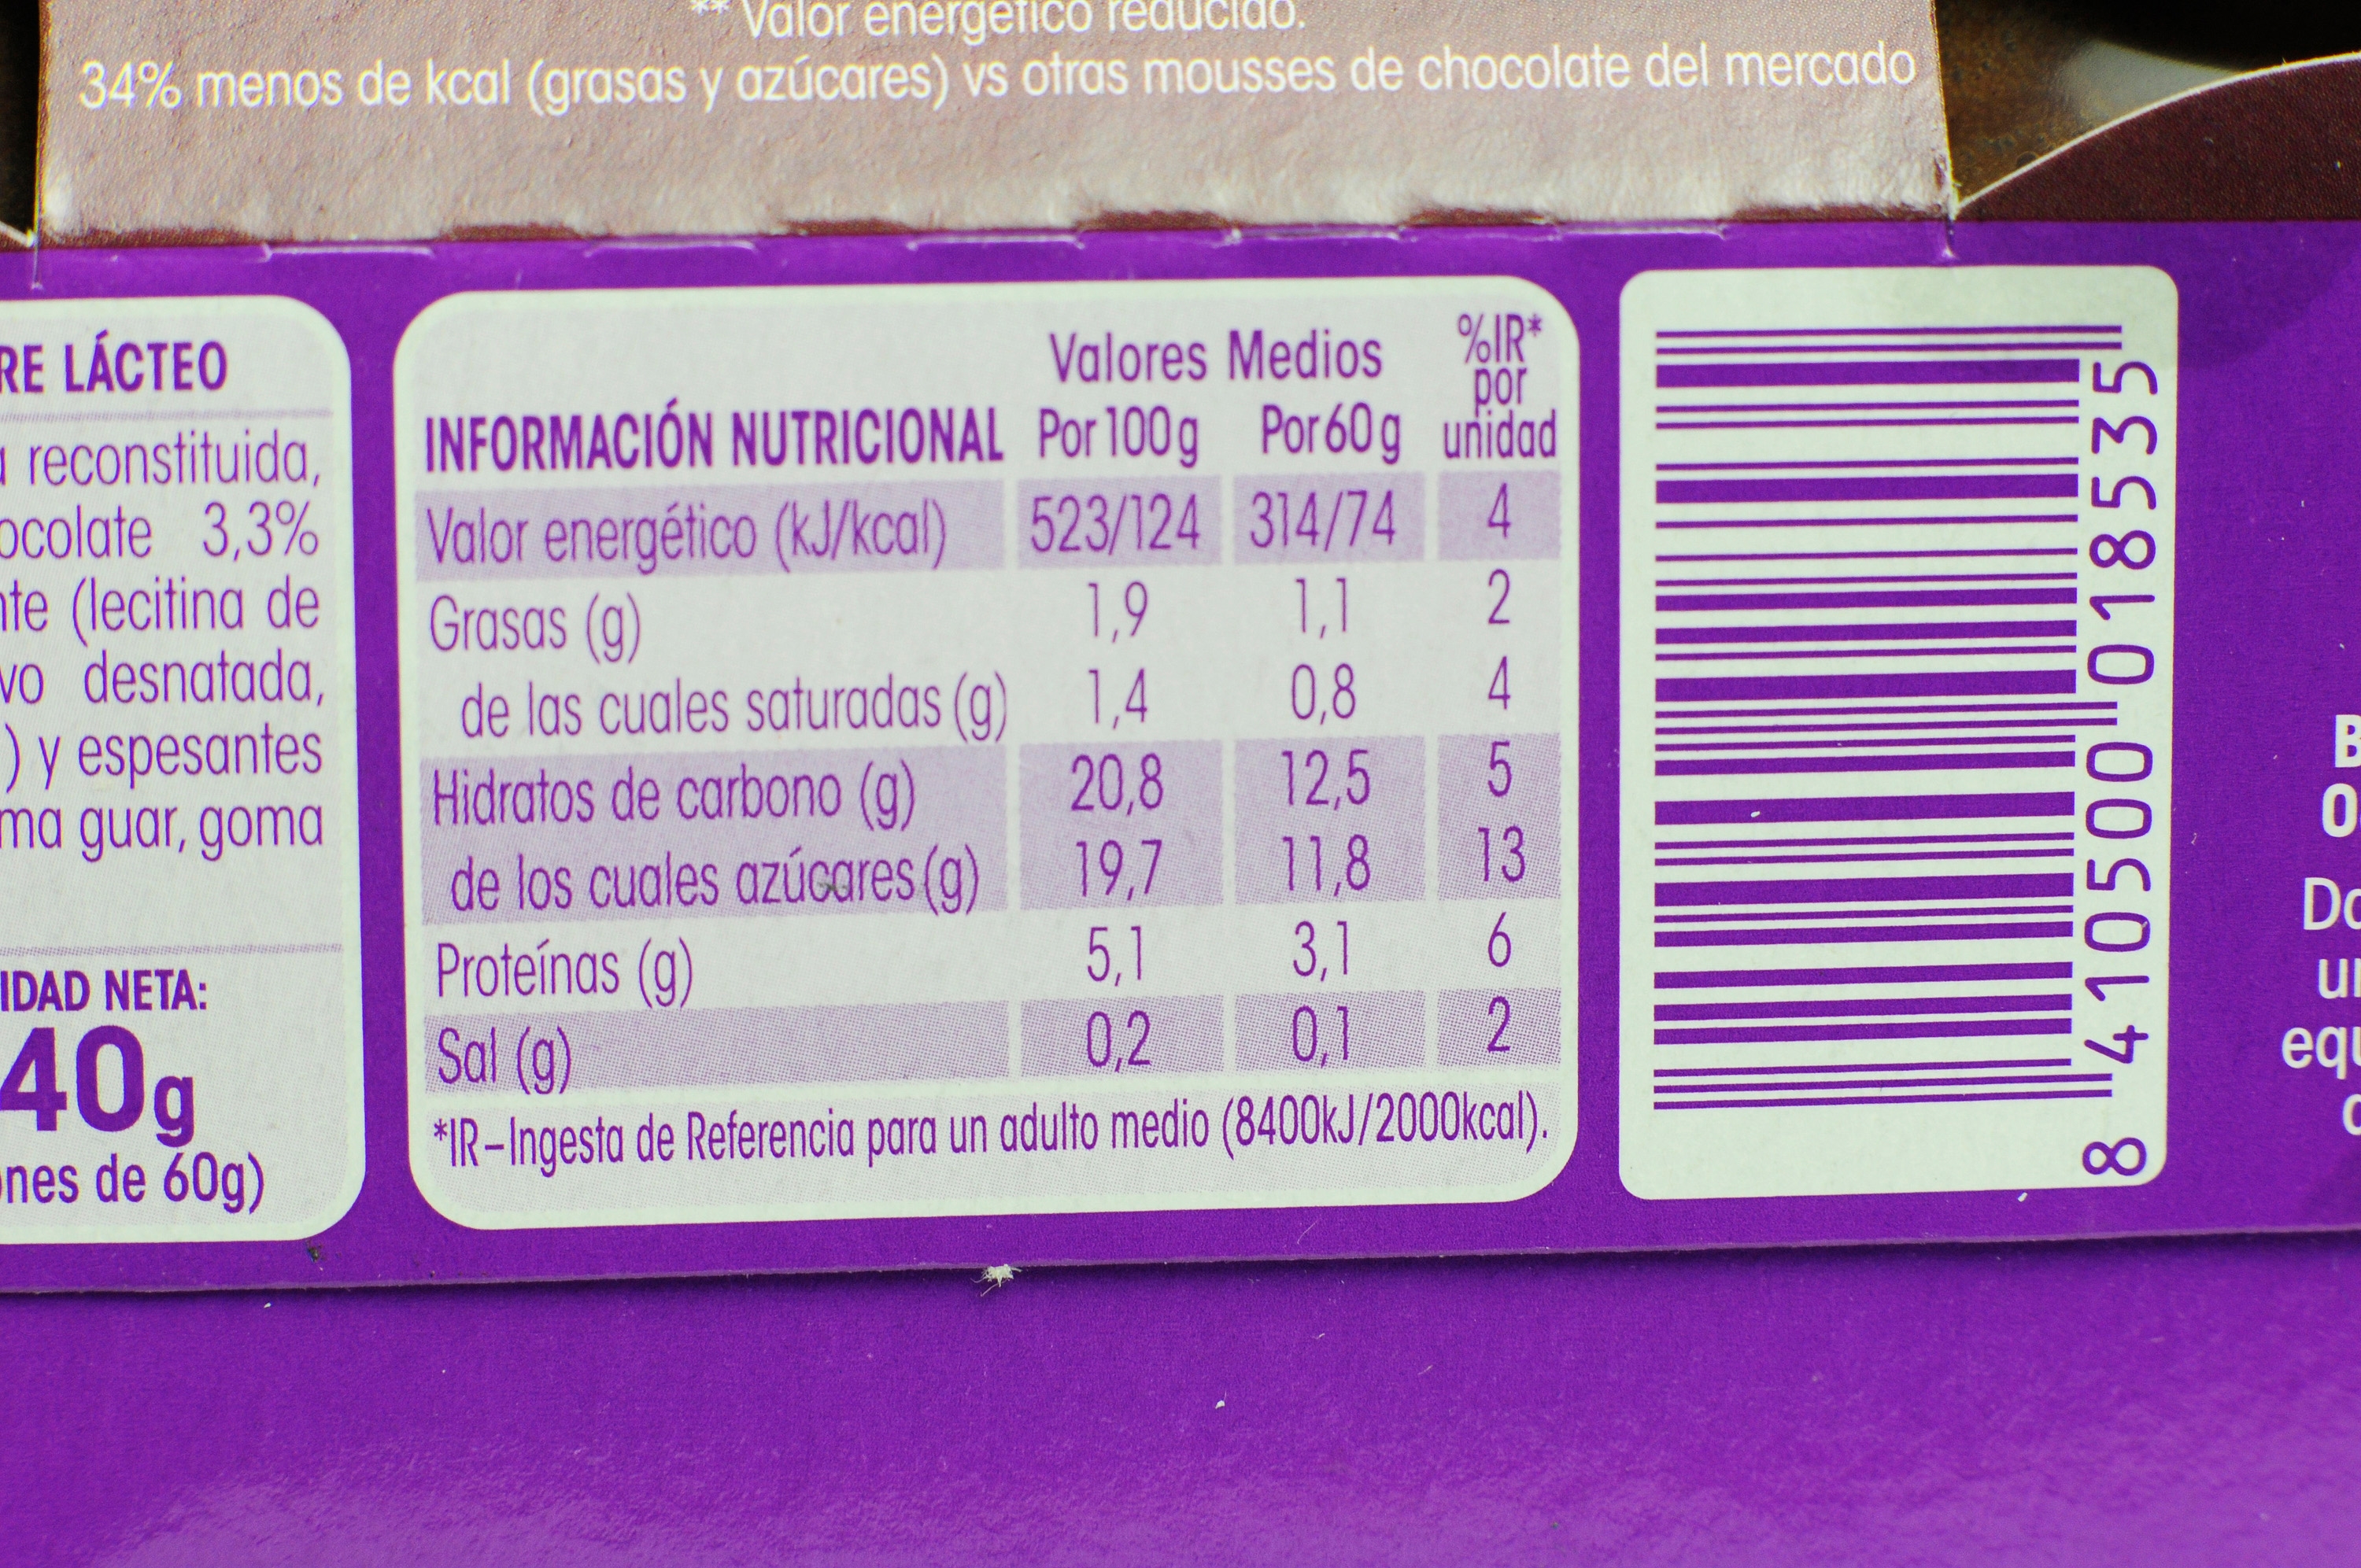 ** Valor energético reducido.
34% menos de kcal (grasas y azúcares) vs otras mousses de chocolate del mercado
RE LÁCTEO
reconstituida,
ocolate 3,3%
nte (lecitina de
vo desnatada,
) y espesantes
ma guar, goma
IDAD NETA:
40g
ones de 60g)
Valores Medios %IR* por unidad
INFORMACIÓN NUTRICIONAL Por 100g Por 60g
Valor energético (kJ/kcal) 523/124 314/74 4
Grasas (g) 1,9 1,1 2
de las cuales saturadas (g) 1,4 0,8 4
Hidratos de carbono (g) 20,8 12,5 5
de los cuales azúcares (g) 19,7 11,8 13
Proteínas (g) 5,1 3,1 6
Sal (g) 0,2 0,1 2
*IR-Ingesta de Referencia para un adulto medio (8400kJ/2000kcal).
8 410500 018535
B
0
Do
equ